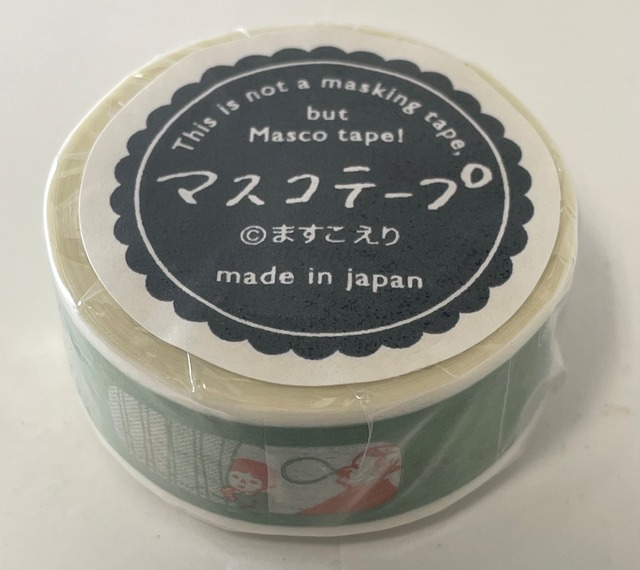 This is not a masking tape,
but
Masco tape!
マスコテープ
©ますこえり
made in japan